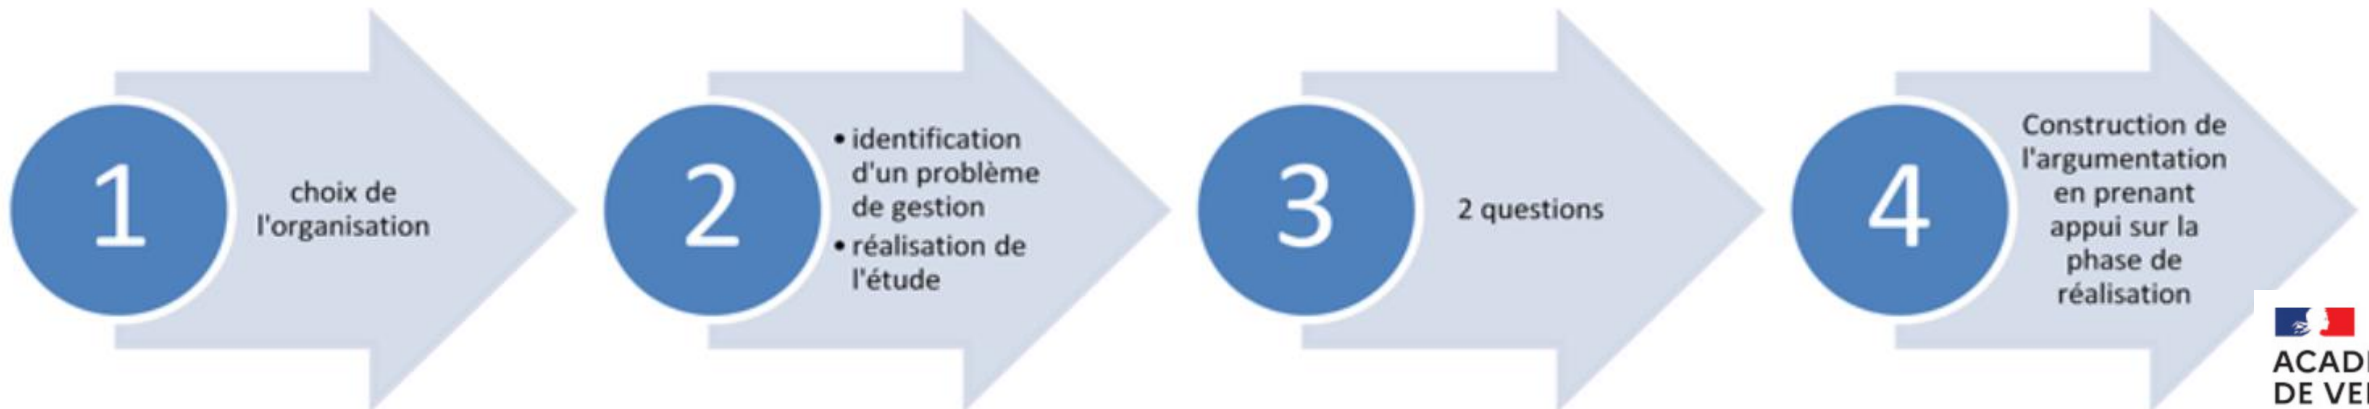 1
choix de
l'organisation
2
• identification
d'un problème
de gestion
• réalisation de
l'étude
3
2 questions
4
Construction de
l'argumentation
en prenant
appui sur la
phase de
réalisation
DE